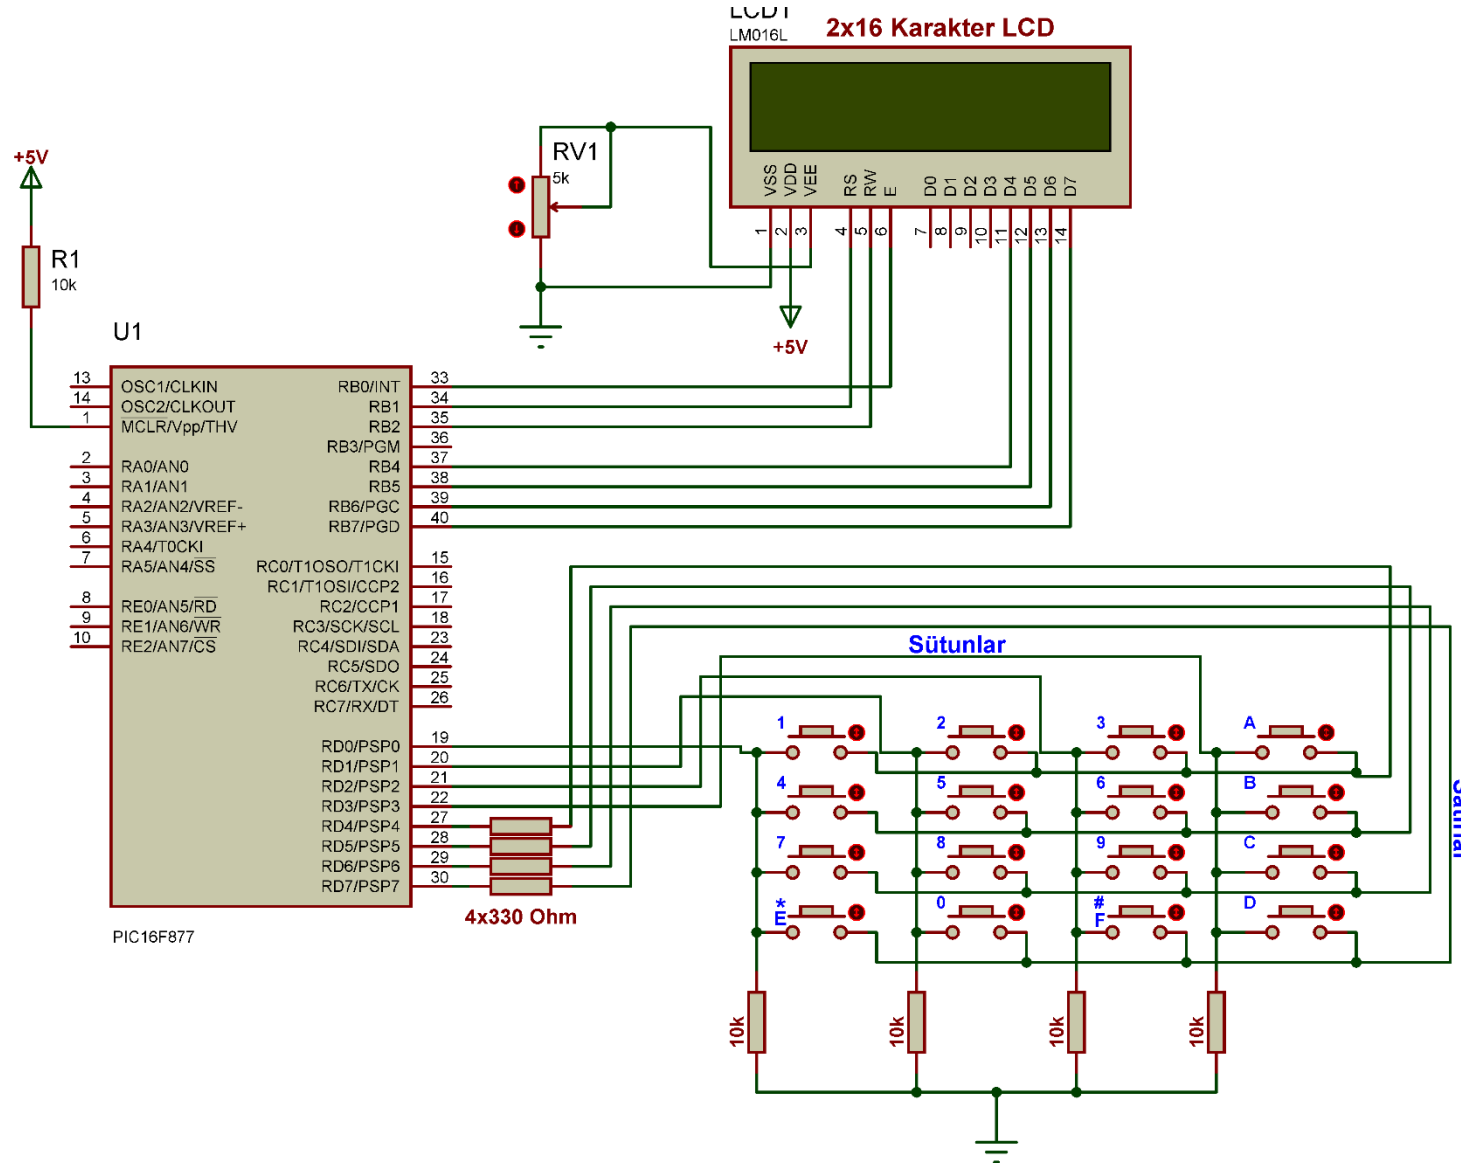 LCD1
LM016L
2x16 Karakter LCD
VSS
VDD
VEE
RS
RW
E
D0
D1
D2
D3
D4
D5
D6
D7
1
2
3
4
5
6
7
8
9
10
11
12
13
14
+5V
RV1
5k
+5V
R1
10k
U1
13 OSC1/CLKIN
14 OSC2/CLKOUT
1 MCLR/Vpp/THV
2 RA0/AN0
3 RA1/AN1
4 RA2/AN2/VREF-
5 RA3/AN3/VREF+
6 RA4/T0CKI
7 RA5/AN4/SS
8 RE0/AN5/RD
9 RE1/AN6/WR
10 RE2/AN7/CS
RB0/INT 33
RB1 34
RB2 35
RB3/PGM 36
RB4 37
RB5 38
RB6/PGC 39
RB7/PGD 40
RC0/T1OSO/T1CKI 15
RC1/T1OSI/CCP2 16
RC2/CCP1 17
RC3/SCK/SCL 18
RC4/SDI/SDA 23
RC5/SDO 24
RC6/TX/CK 25
RC7/RX/DT 26
RD0/PSP0 19
RD1/PSP1 20
RD2/PSP2 21
RD3/PSP3 22
RD4/PSP4 27
RD5/PSP5 28
RD6/PSP6 29
RD7/PSP7 30
PIC16F877
4x330 Ohm
Sütunlar
1 2 3 A
4 5 6 B
7 8 9 C
* 0 # D
E F
10k
10k
10k
10k